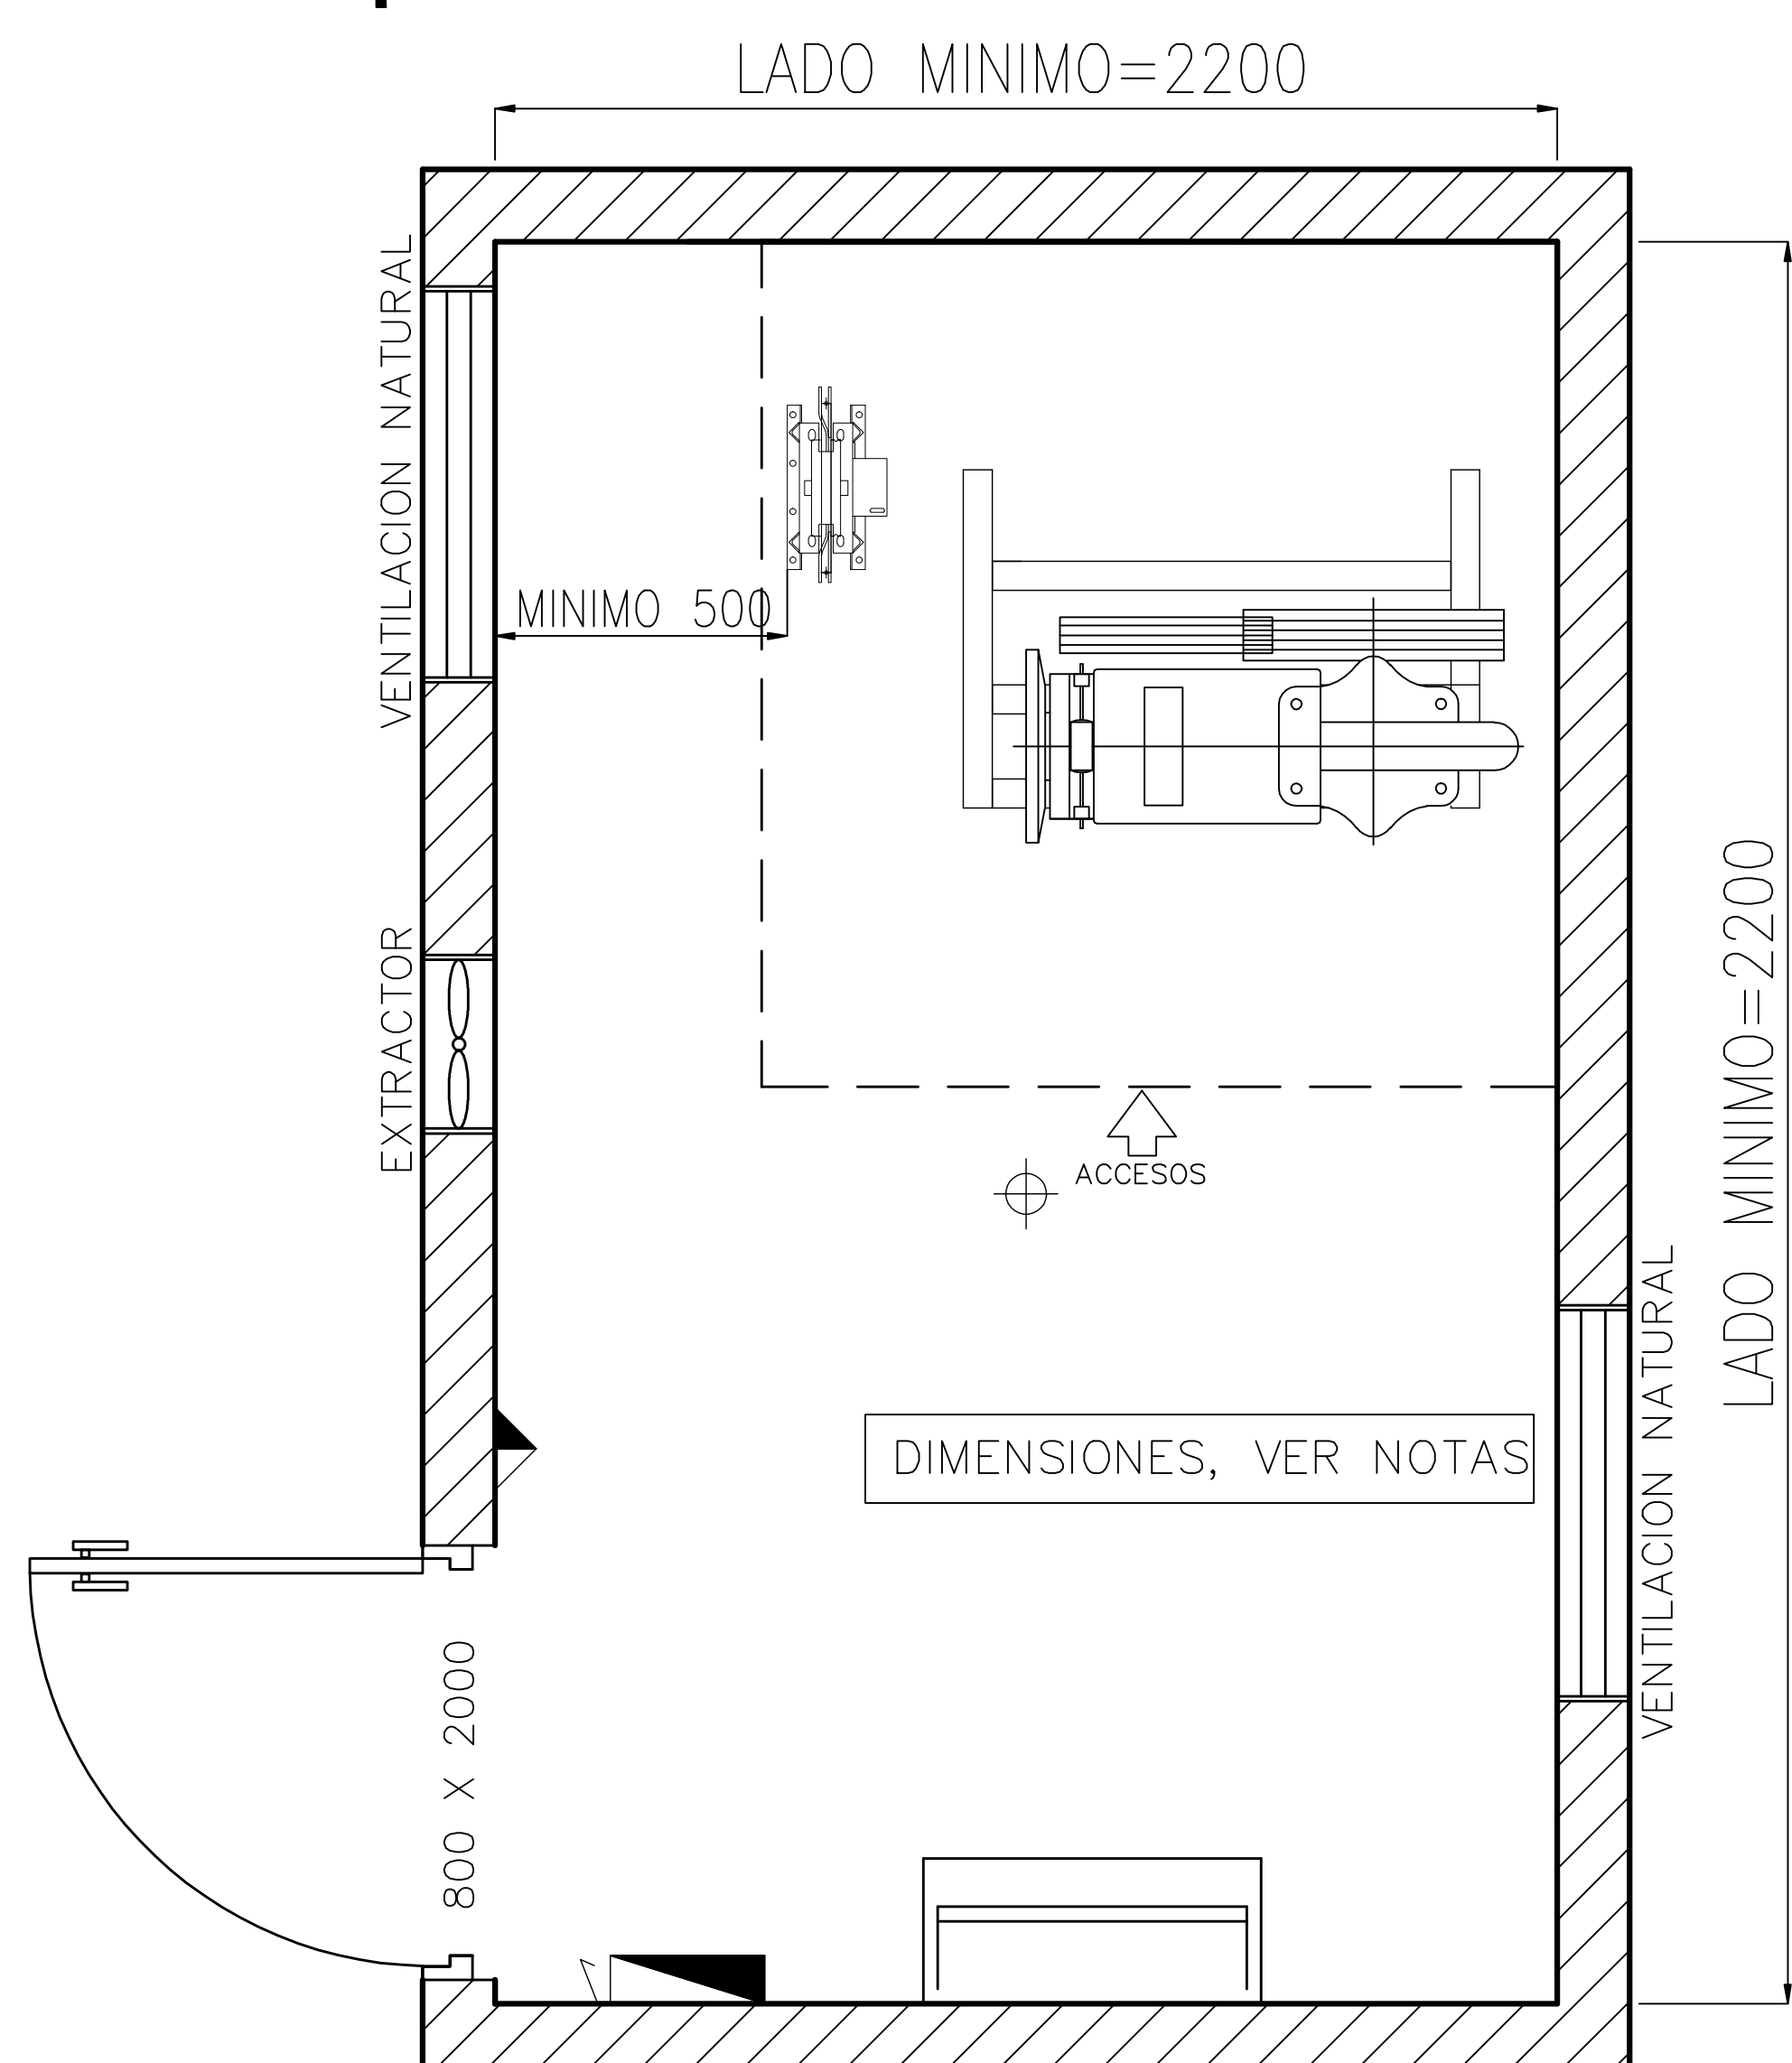 LADO MINIMO=2200
VENTILACION NATURAL
MINIMO 500
EXTRACTOR
LADO MINIMO=2200
ACCESOS
VENTILACION NATURAL
DIMENSIONES, VER NOTAS
800 X 2000